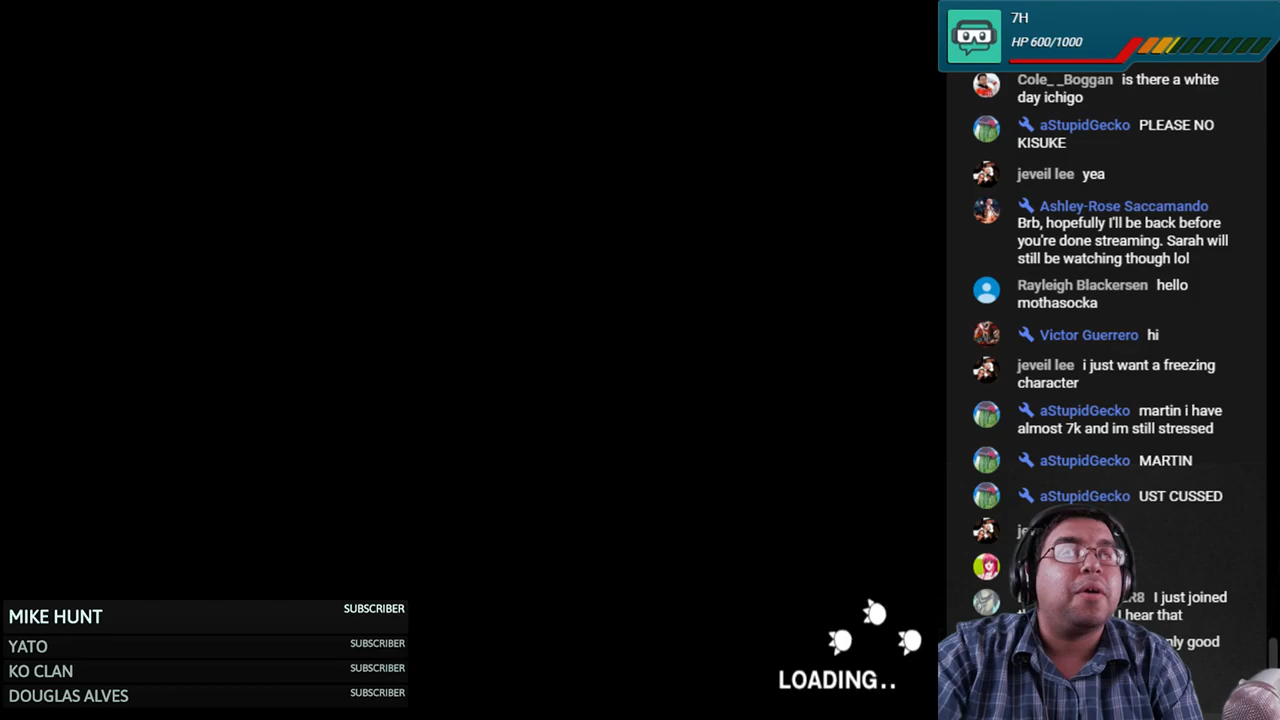 7H
HP 600/1000
Cole_ _Boggan is there a white
day ichigo
aStupidGecko PLEASE NO
KISUKE
jeveil lee yea
Ashley-Rose Saccamando
Brb, hopefully I'll be back before
you're done streaming. Sarah will
still be watching though lol
Rayleigh Blackersen hello
mothasocka
Victor Guerrero hi
jeveil lee i just want a freezing
character
aStupidGecko martin i have
almost 7k and im still stressed
aStupidGecko MARTIN
aStupidGecko UST CUSSED
I just joined
hear that
good
MIKE HUNT SUBSCRIBER
YATO SUBSCRIBER
KO CLAN SUBSCRIBER
DOUGLAS ALVES SUBSCRIBER
LOADING..